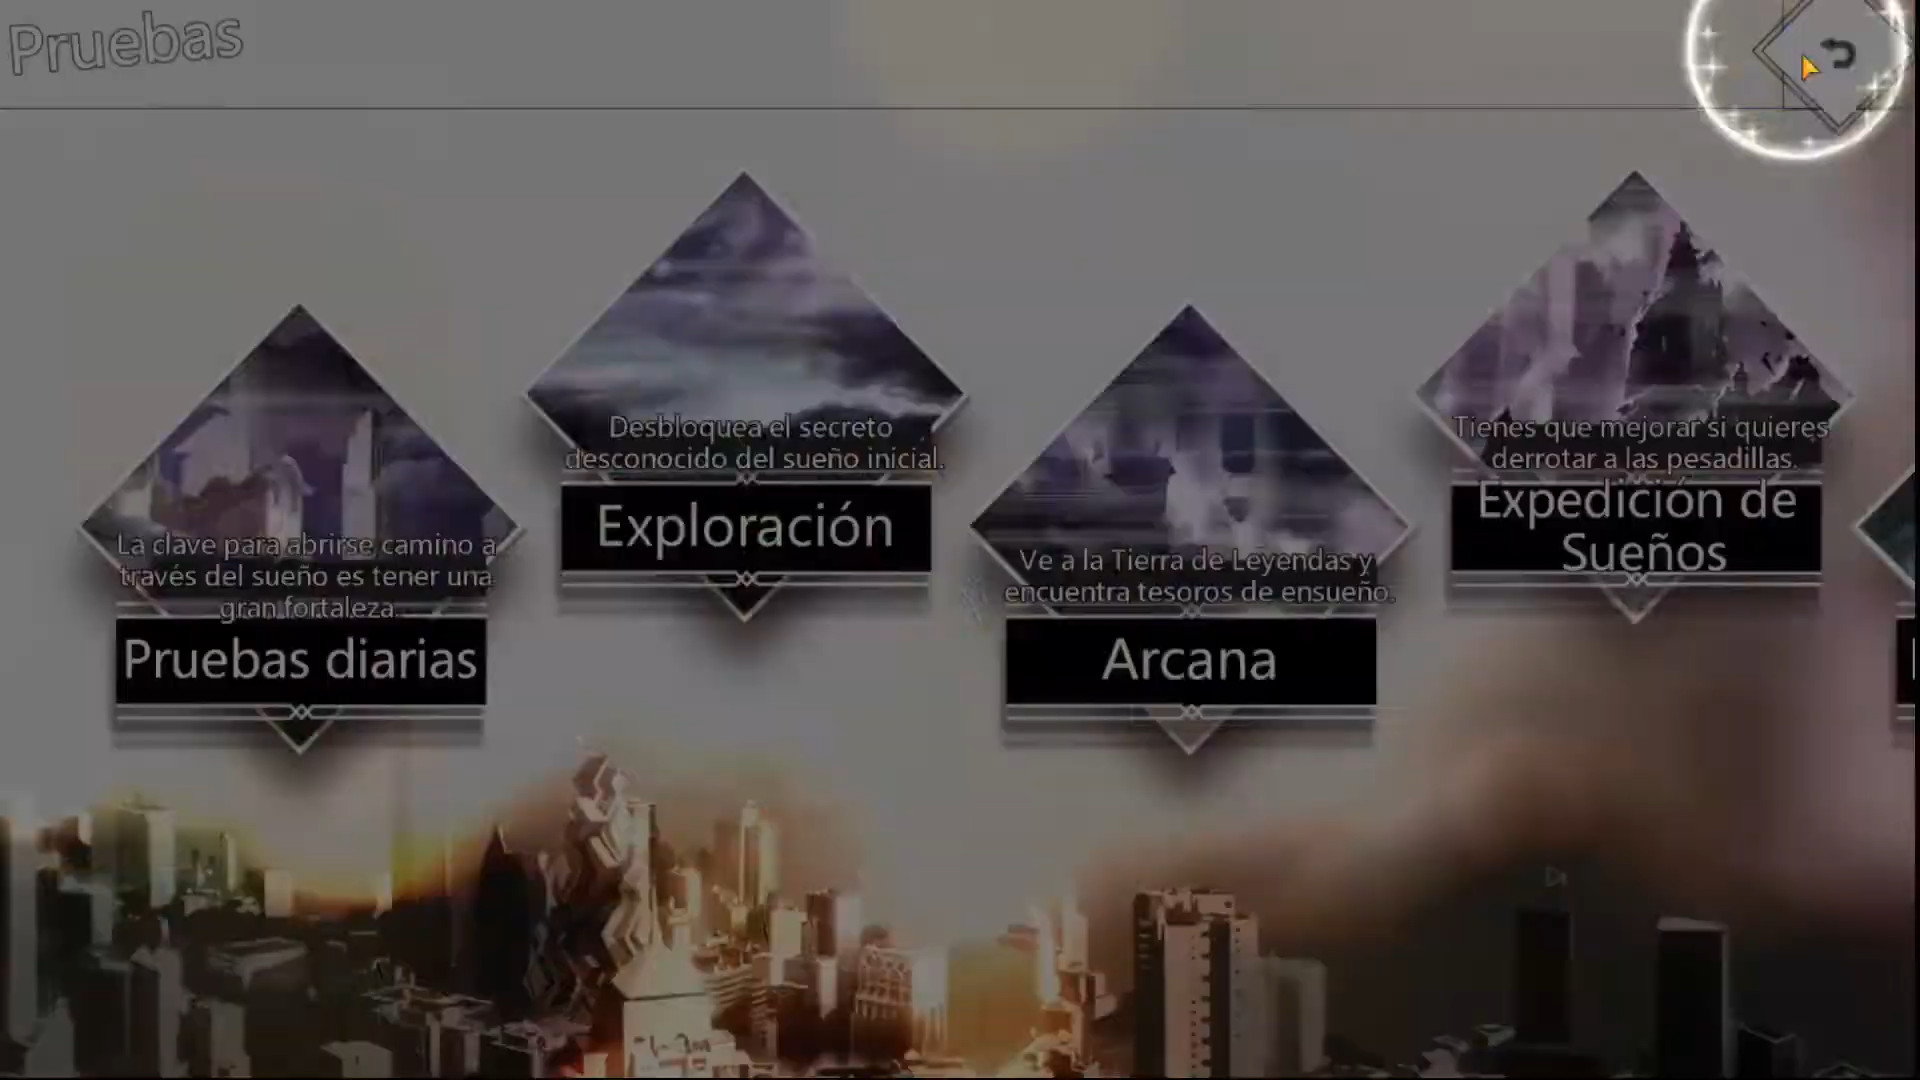 Pruebas
La clave para abrirse camino a
través del sueño es tener una
gran fortaleza.
Pruebas diarias
Desbloquea el secreto
desconocido del sueño inicial.
Exploración
Ve a la Tierra de Leyendas y
encuentra tesoros de ensueño.
Arcana
Tienes que mejorar si quieres
derrotar a las pesadillas.
Expedición de
Sueños